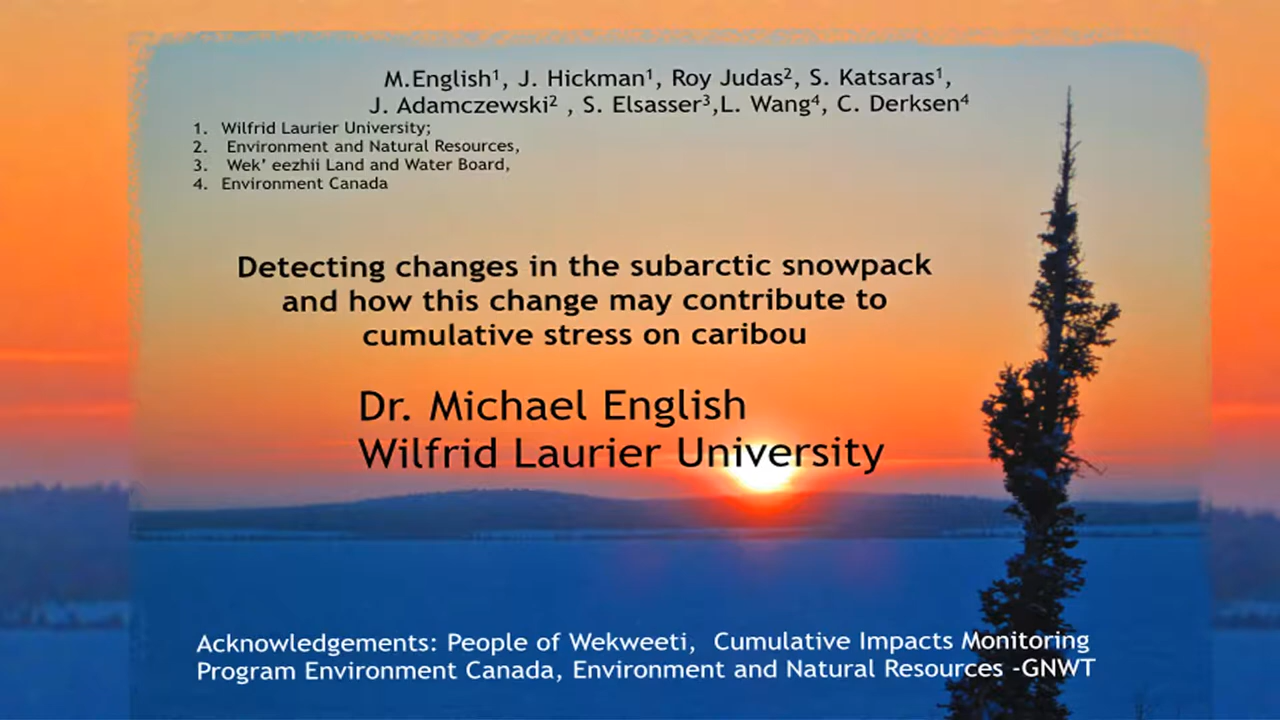 M.English¹, J. Hickman¹, Roy Judas², S. Katsaras¹,
J. Adamczewski² , S. Elsasser³,L. Wang⁴, C. Derksen⁴
1. Wilfrid Laurier University;
2. Environment and Natural Resources,
3. Wek’ eezhii Land and Water Board,
4. Environment Canada
Detecting changes in the subarctic snowpack
and how this change may contribute to
cumulative stress on caribou
Dr. Michael English
Wilfrid Laurier University
Acknowledgements: People of Wekweeti, Cumulative Impacts Monitoring
Program Environment Canada, Environment and Natural Resources -GNWT